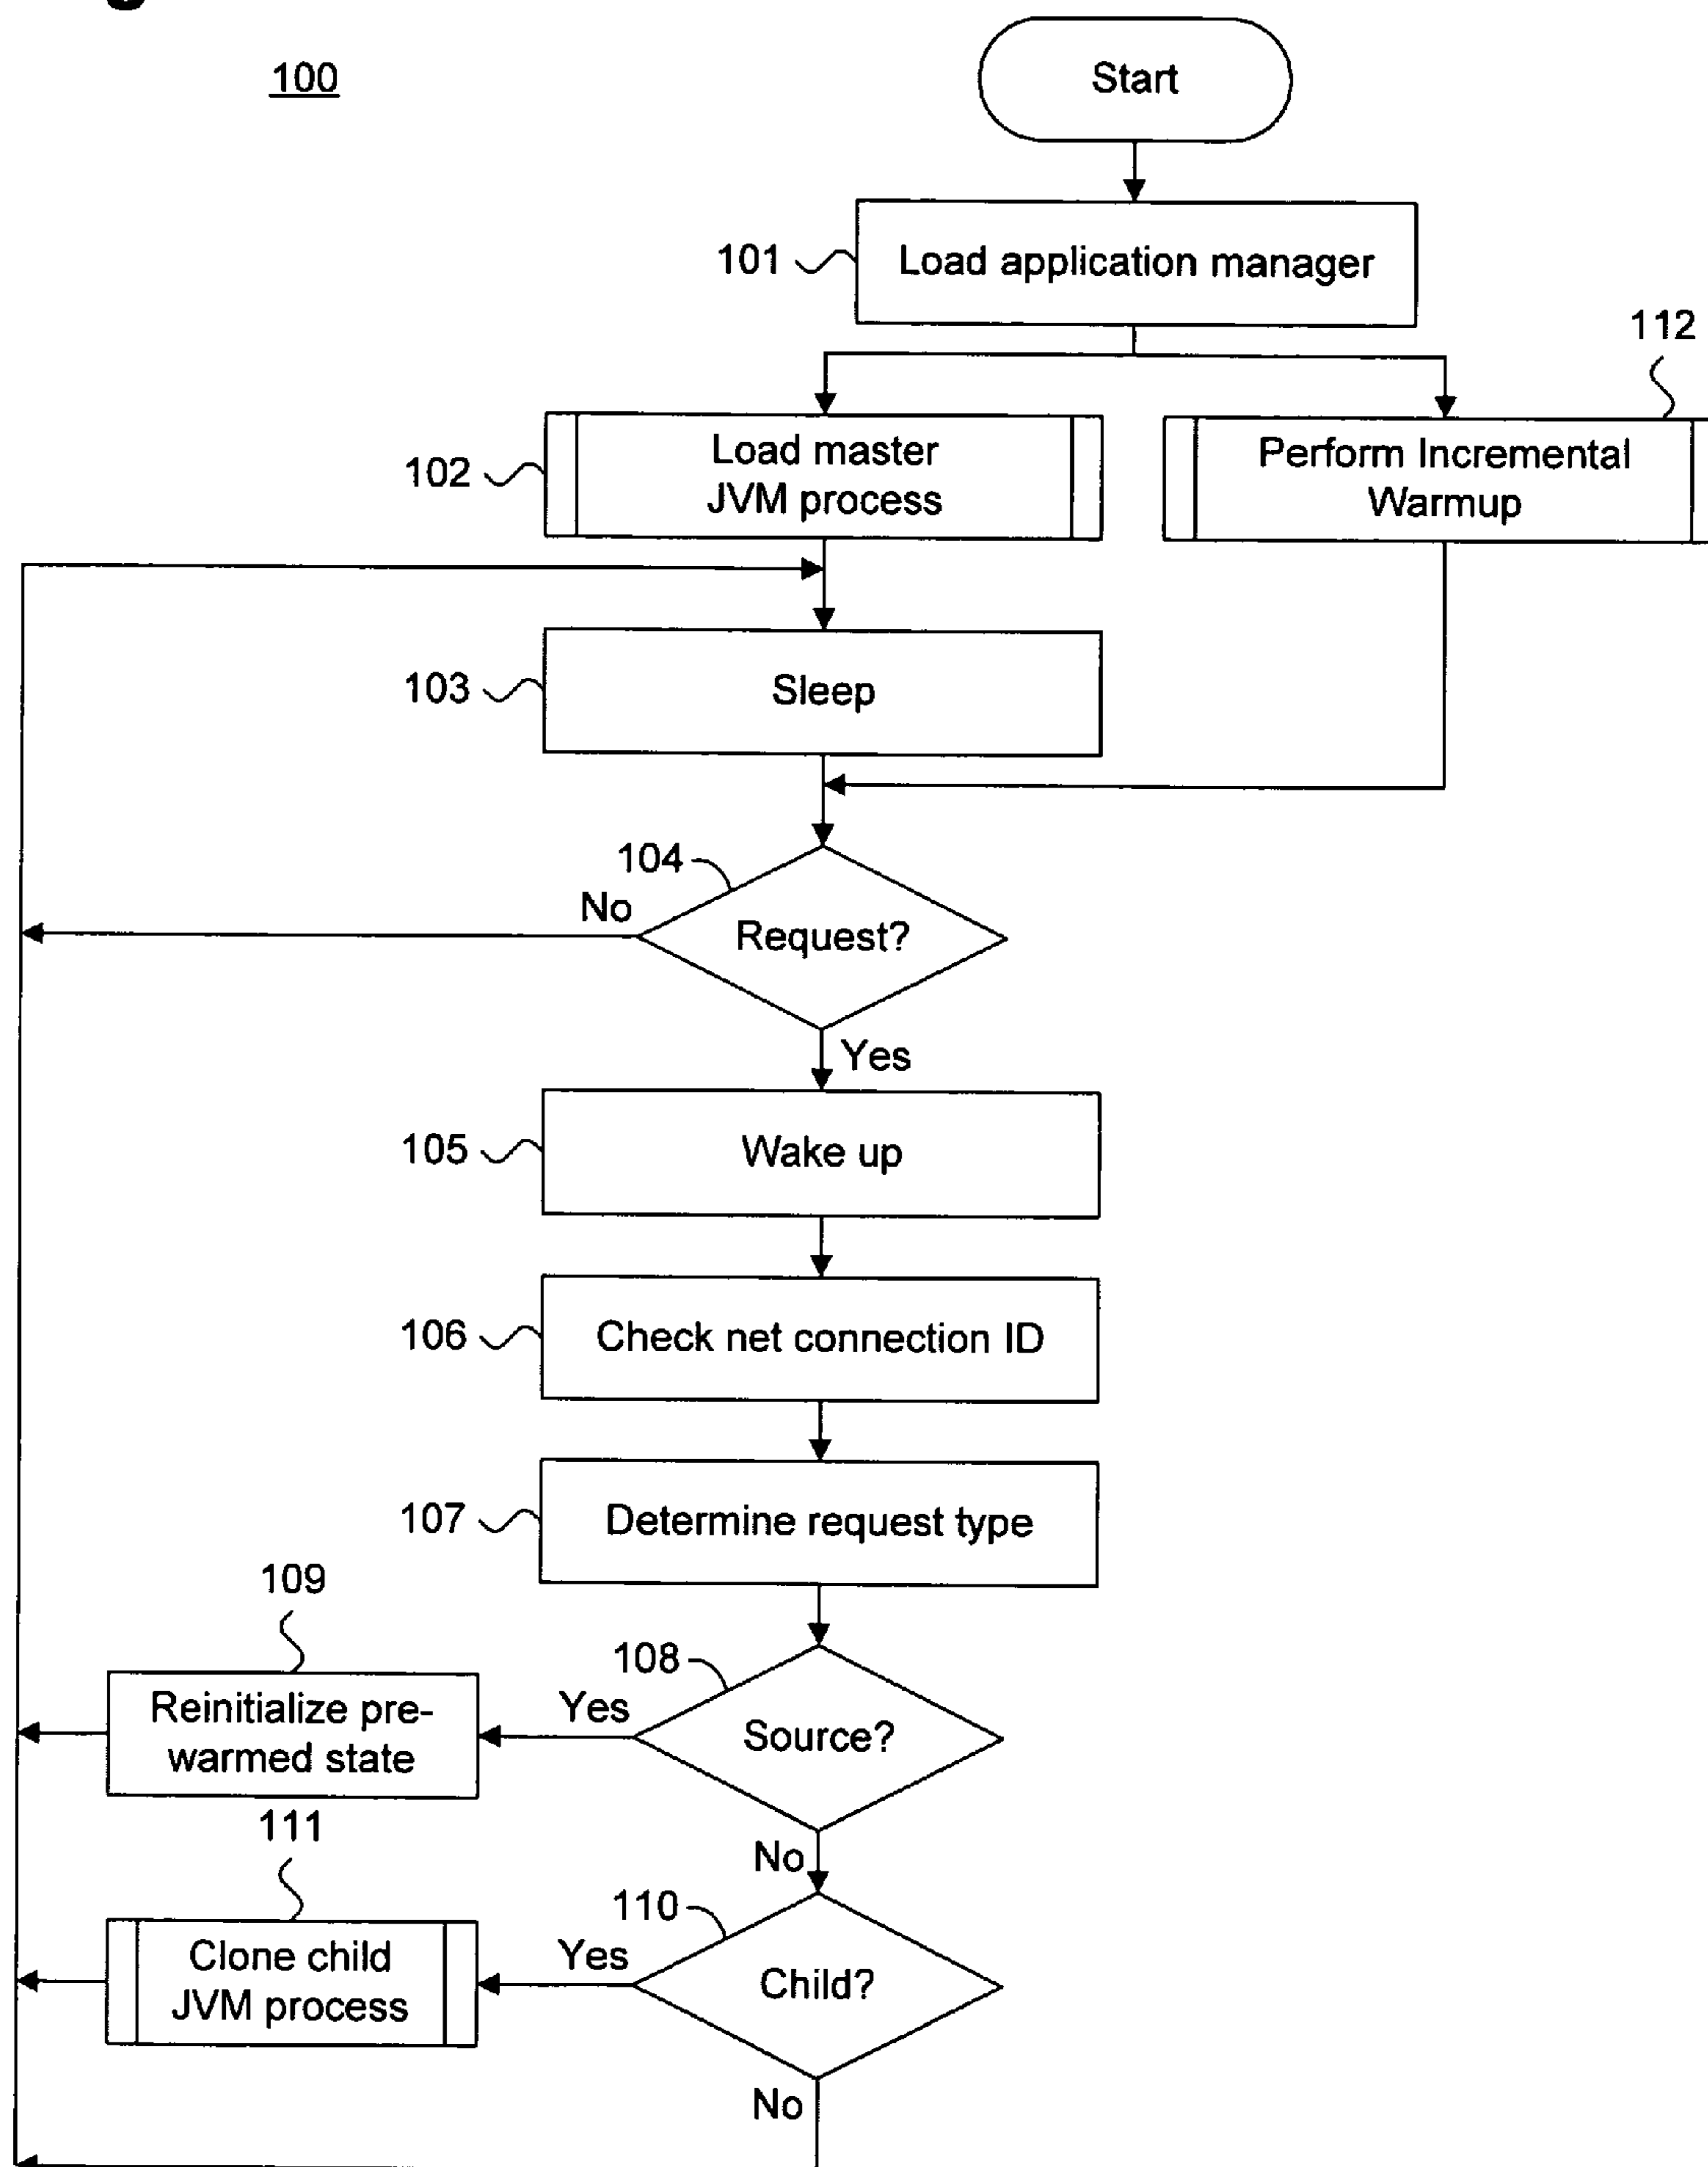 100
Start
101
Load application manager
112
102
Load master
JVM process
Perform Incremental
Warmup
103
Sleep
104
No
Request?
Yes
105
Wake up
106
Check net connection ID
107
Determine request type
109
108
Reinitialize pre-
warmed state
Yes
Source?
111
No
110
Clone child
JVM process
Yes
Child?
No